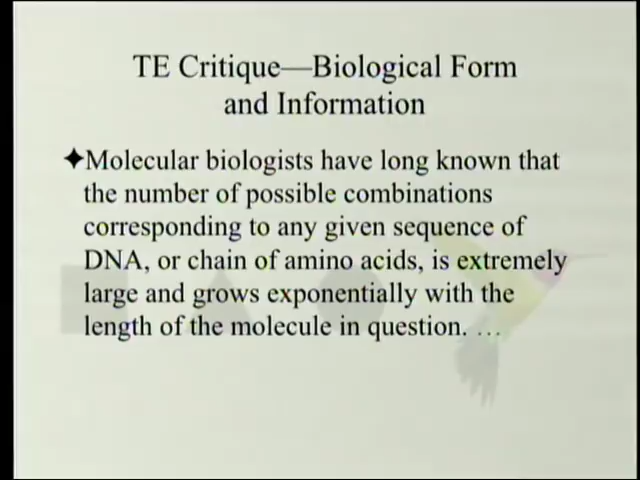 TE Critique—Biological Form
and Information
✦Molecular biologists have long known that
the number of possible combinations
corresponding to any given sequence of
DNA, or chain of amino acids, is extremely
large and grows exponentially with the
length of the molecule in question. …